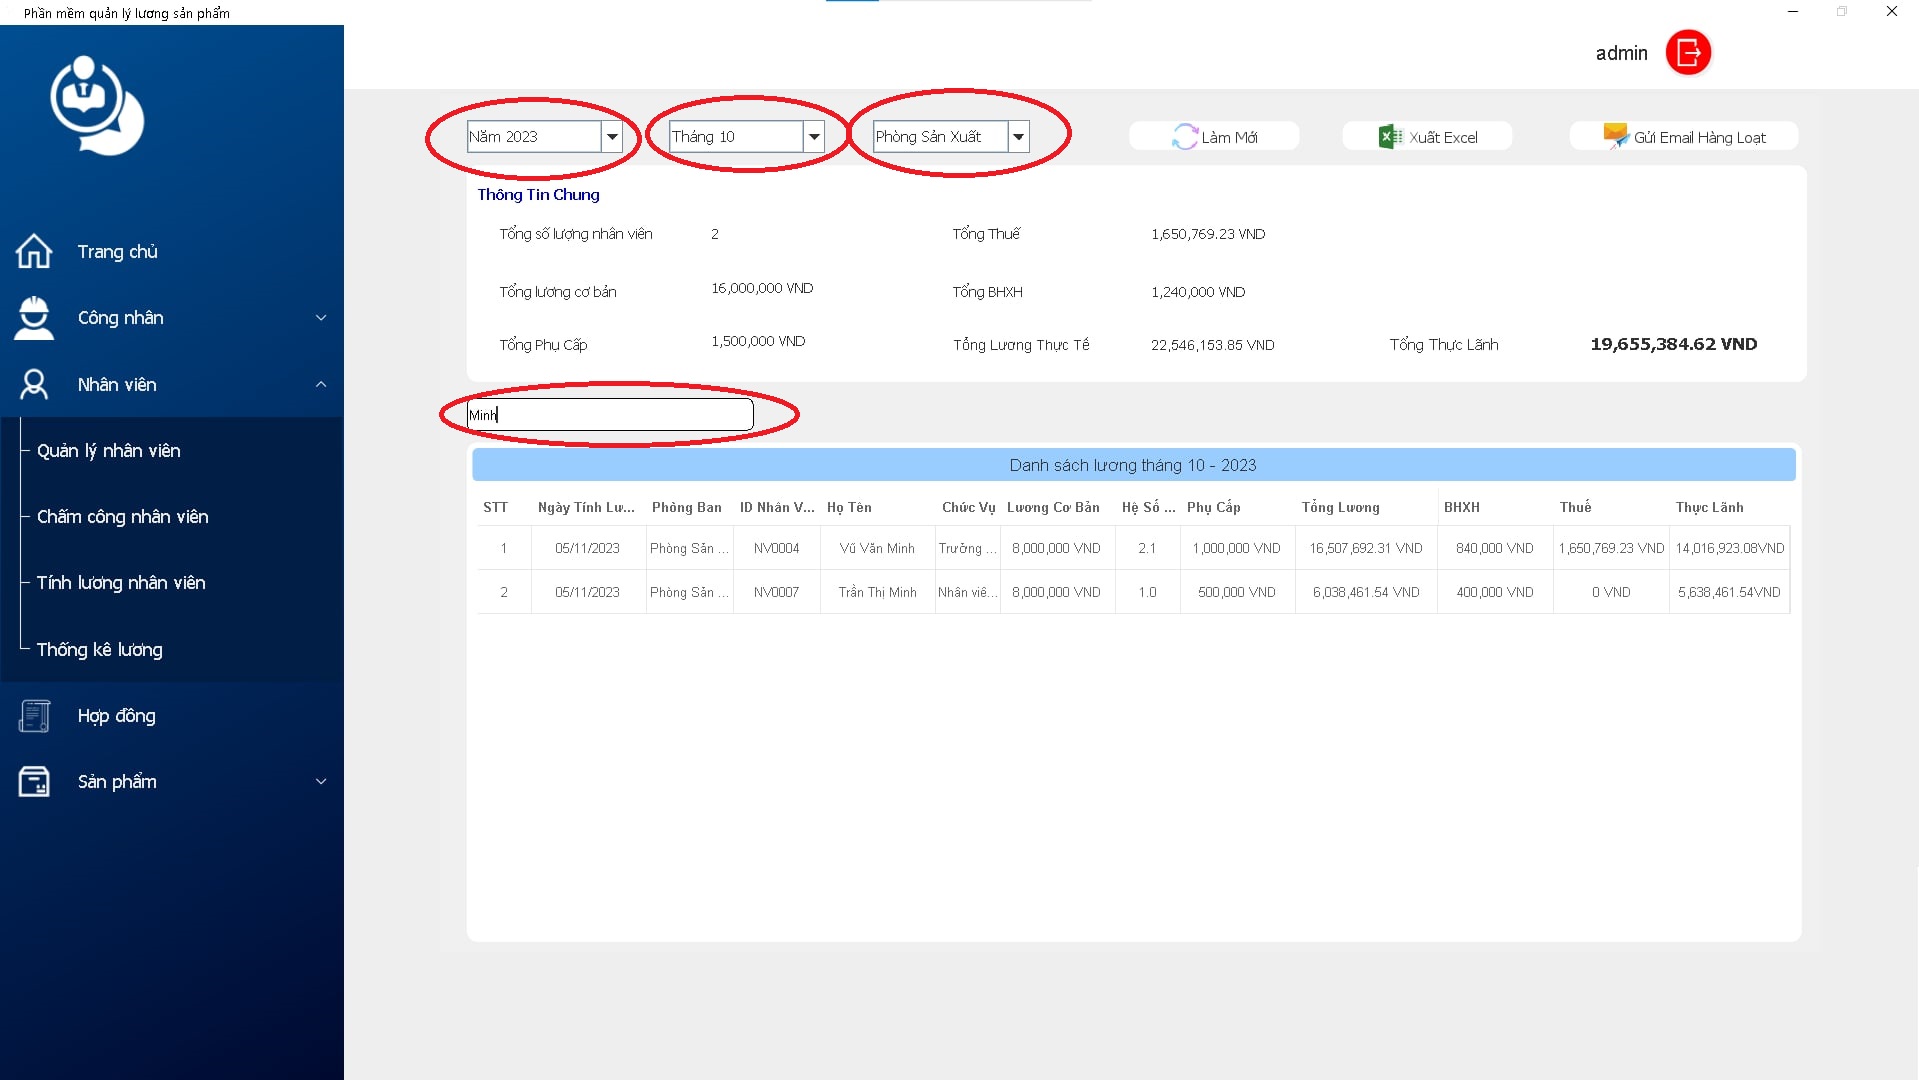 Phần mềm quản lý lương sản phẩm
admin
Năm 2023
Tháng 10
Phòng Sản Xuất
Làm Mới
Xuất Excel
Gửi Email Hàng Loạt
Thông Tin Chung
Tổng số lượng nhân viên 2 Tổng Thuế 1,650,769.23 VND
Tổng lương cơ bản 16,000,000 VND Tổng BHXH 1,240,000 VND
Tổng Phụ Cấp 1,500,000 VND Tổng Lương Thực Tế 22,546,153.85 VND Tổng Thực Lãnh 19,655,384.62 VND
Minh
Danh sách lương tháng 10 - 2023
STT Ngày Tính Lư... Phòng Ban ID Nhân V... Họ Tên Chức Vụ Lương Cơ Bản Hệ Số ... Phụ Cấp Tổng Lương BHXH Thuế Thực Lãnh
1 05/11/2023 Phòng Sản ... NV0004 Vũ Văn Minh Trưởng ... 8,000,000 VND 2.1 1,000,000 VND 16,507,692.31 VND 840,000 VND 1,650,769.23 VND 14,016,923.08VND
2 05/11/2023 Phòng Sản ... NV0007 Trần Thị Minh Nhân viê... 8,000,000 VND 1.0 500,000 VND 6,038,461.54 VND 400,000 VND 0 VND 5,638,461.54VND
Trang chủ
Công nhân
Nhân viên
Quản lý nhân viên
Chấm công nhân viên
Tính lương nhân viên
Thống kê lương
Hợp đồng
Sản phẩm